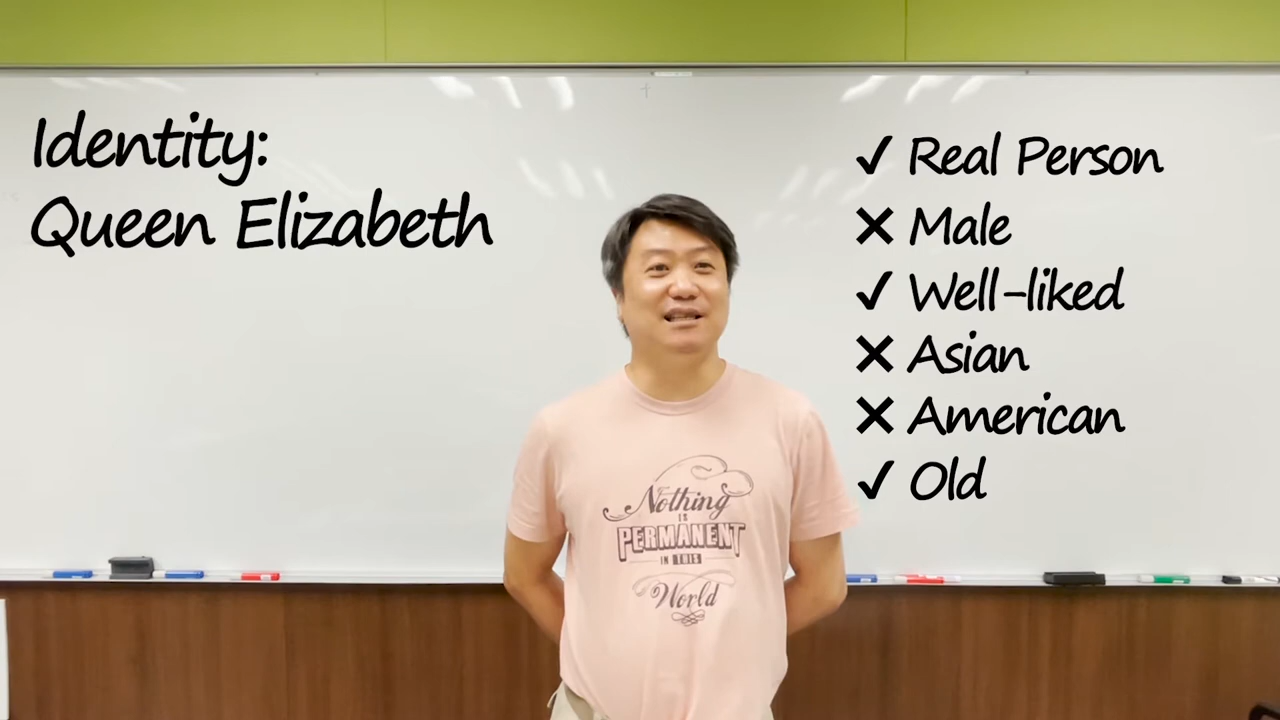 Identity:
Queen Elizabeth
✓ Real Person
✕ Male
✓ Well-liked
✕ Asian
✕ American
✓ Old
Nothing
IS
PERMANENT
IN THIS
World